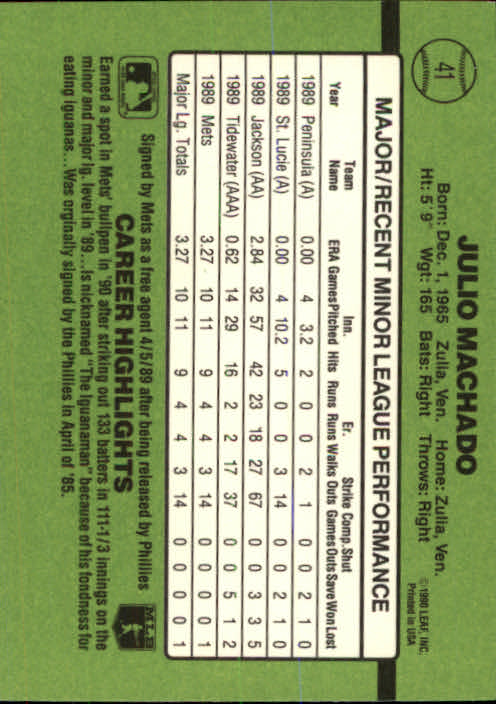 41
JULIO MACHADO
Born: Dec. 1, 1965 Zulia, Ven. Home: Zulia, Ven.
Ht: 5' 9" Wgt: 165 Bats: Right Throws: Right
©1990 LEAF, INC.
Printed in USA
MAJOR/RECENT MINOR LEAGUE PERFORMANCE
Team Inn. Er. Strike Comp. Shut
Year Name ERA Games Pitched Hits Runs Runs Walks Outs Games Outs Save Won Lost
1989 Peninsula (A) 0.00 4 3.2 2 0 0 2 1 0 0 2 1 0
1989 St. Lucie (A) 0.00 4 10.2 5 0 0 3 14 0 0 2 1 0
1989 Jackson (AA) 2.84 32 57 42 23 18 27 67 0 0 3 3 5
1989 Tidewater (AAA) 0.62 14 29 16 2 2 17 37 0 0 5 1 2
1989 Mets 3.27 10 11 9 4 4 3 14 0 0 0 0 1
Major Lg. Totals 3.27 10 11 9 4 4 3 14 0 0 0 0 1
Signed by Mets as a free agent 4/5/89 after being released by Phillies
CAREER HIGHLIGHTS
MLB
Earned a spot in Mets' bullpen in '90 after striking out 133 batters in 111-1/3 innings on the
minor and major lg. level in '89...Is nicknamed "The Iguanaman" because of his fondness for
eating iguanas...Was orginally signed by the Phillies in April of '85.